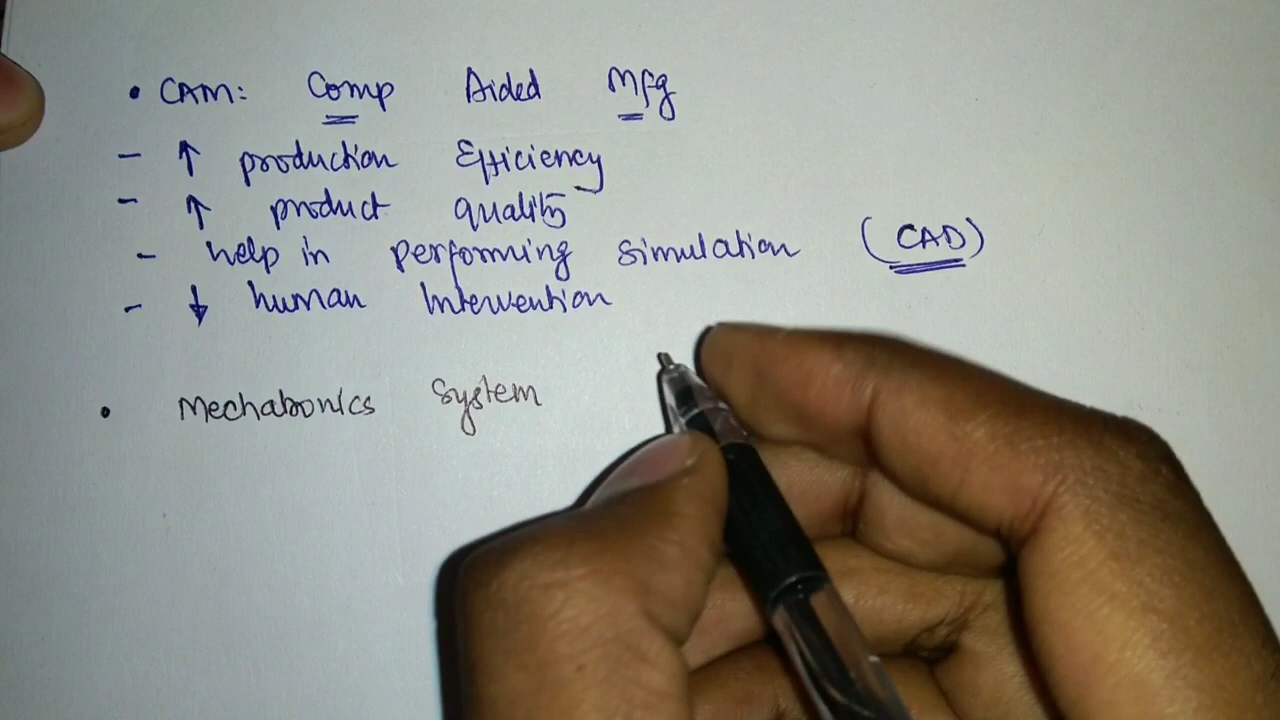 • CAM: Comp Aided Mfg
- ↑ production Efficiency
- ↑ product quality
- help in performing simulation (CAD)
- ↓ human Intervention
• Mechatronics System